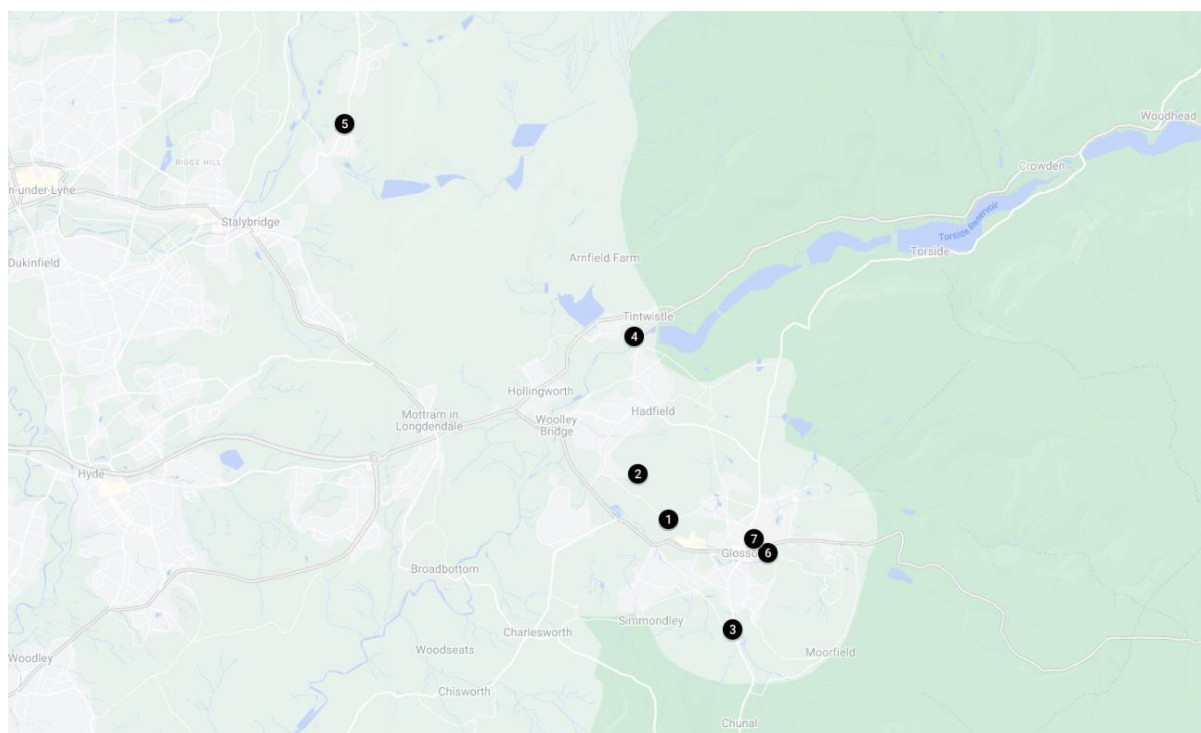 Woodhead
5
RIDGE HILL
Crowden
n-under-Lyne
Torside Reservoir
Stalybridge
Torside
Arnfield Farm
Dukinfield
Tintwistle
4
Hollingworth
Mottram in
Longdendale
Hadfield
Woolley
Bridge
Hyde
2
1
7
6
Glosso
Broadbottom
Simmondley
3
Charlesworth
Woodseats
Moorfield
Woodley
Chisworth
Chunal